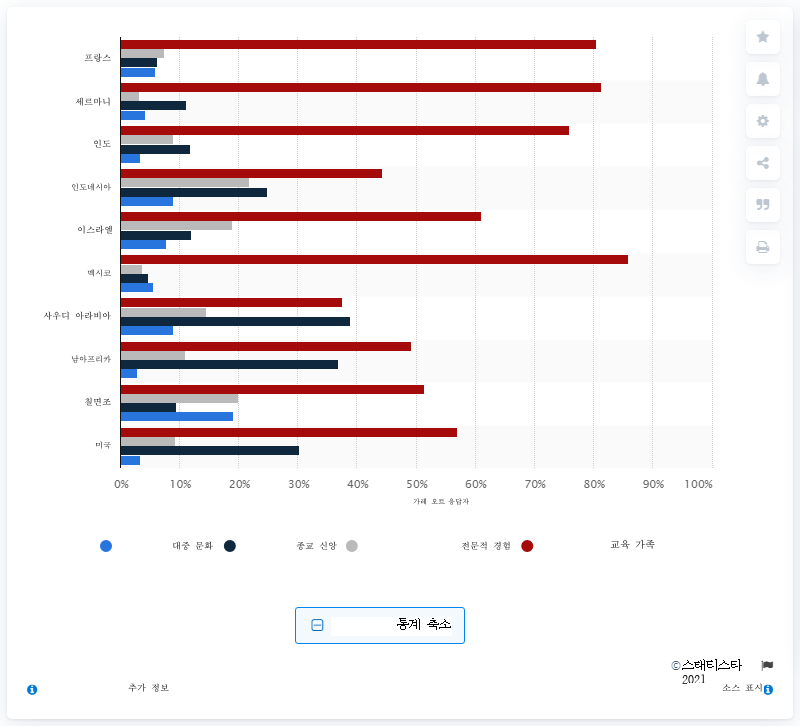 프랑스
세르마니
인도
인도네시아
이스라엘
멕시코
사우디 아라비아
남아프리카
칠면조
미국
0% 10% 20% 30% 40% 50% 60% 70% 80% 90% 100%
가레 오트 응답자
대중 문화 종교 신앙 전문적 경험 교육 가족
통계 축소
©스태티스타 2021
추가 정보 소스 표시